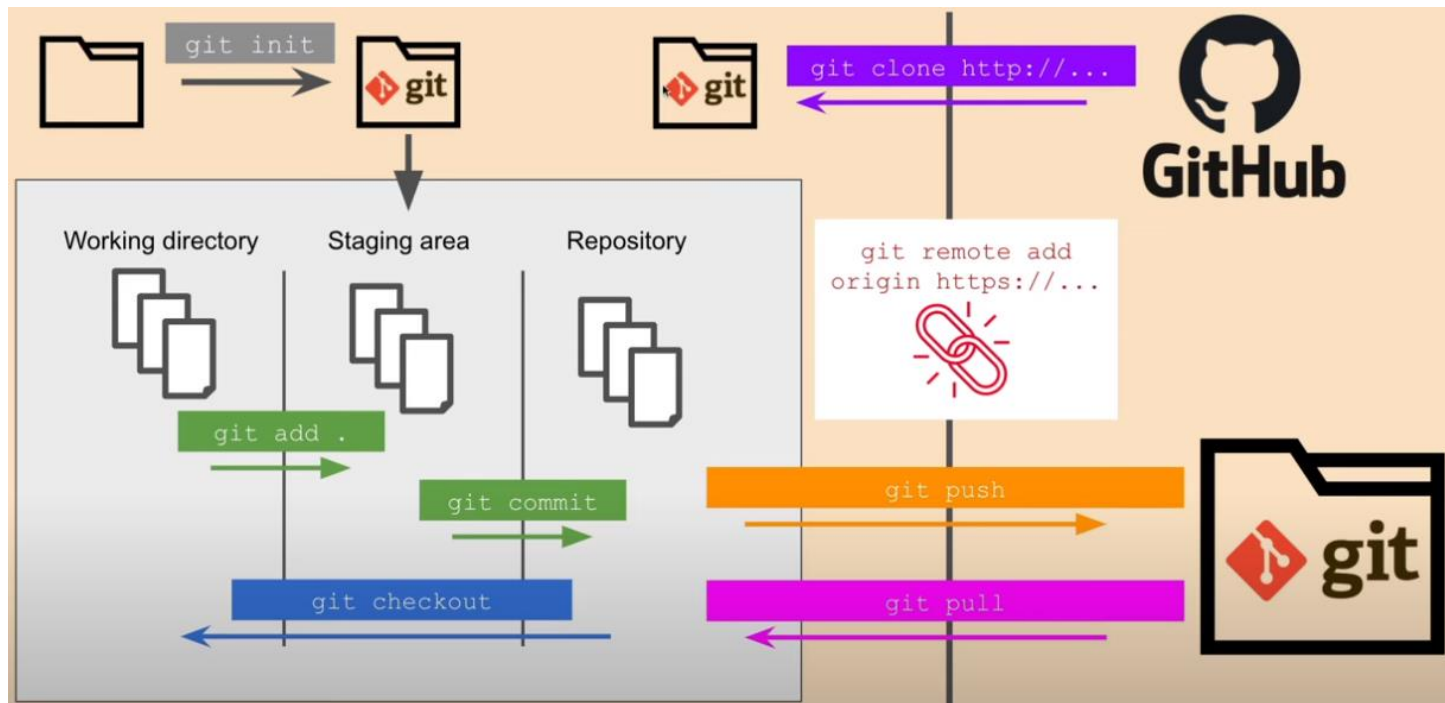 git init
git
git
git clone http://...
GitHub
Working directory
Staging area
Repository
git remote add
origin https://...
git add .
git commit
git push
git checkout
git pull
git